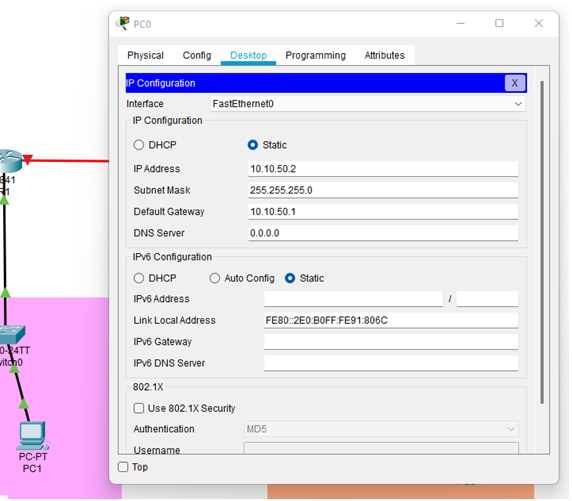 PC0
Physical Config Desktop Programming Attributes
IP Configuration X
Interface FastEthernet0
IP Configuration
DHCP Static
IP Address 10.10.50.2
Subnet Mask 255.255.255.0
Default Gateway 10.10.50.1
DNS Server 0.0.0.0
IPv6 Configuration
DHCP Auto Config Static
IPv6 Address /
Link Local Address FE80::2E0:B0FF:FE91:806C
IPv6 Gateway
IPv6 DNS Server
802.1X
Use 802.1X Security
Authentication MD5
Username
Top
841
R1
0-24TT
witch0
PC-PT
PC1